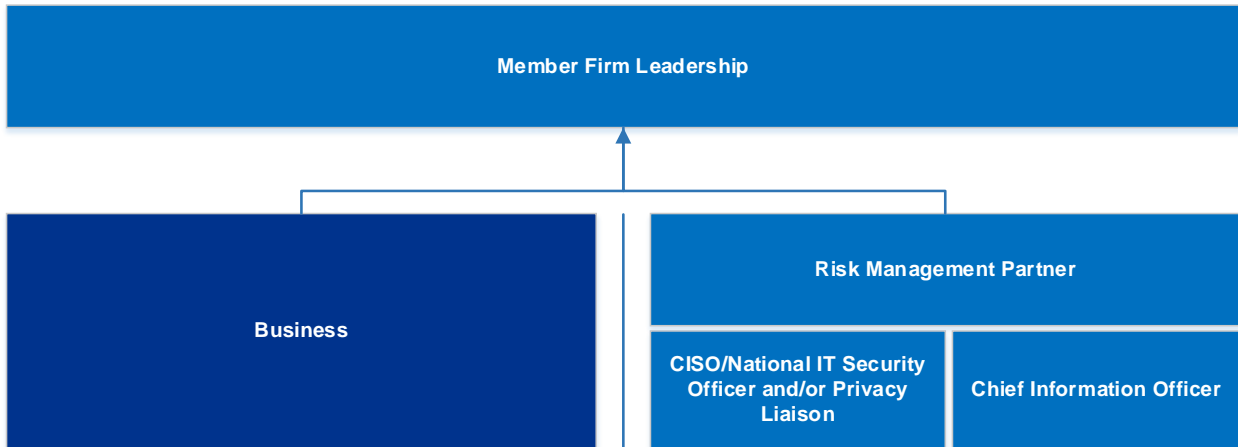 Member Firm Leadership
Business
Risk Management Partner
CISO/National IT Security
Officer and/or Privacy
Liaison
Chief Information Officer